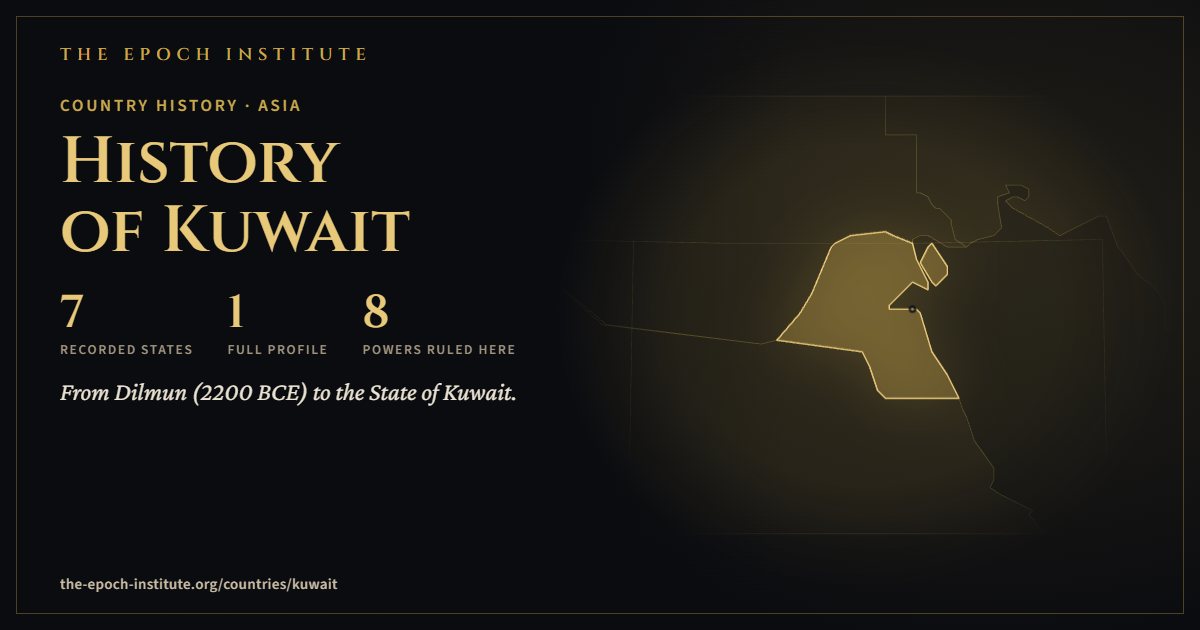 THE EPOCH INSTITUTE
COUNTRY HISTORY · ASIA
HISTORY
OF KUWAIT
7 1 8
RECORDED STATES FULL PROFILE POWERS RULED HERE
From Dilmun (2200 BCE) to the State of Kuwait.
the-epoch-institute.org/countries/kuwait